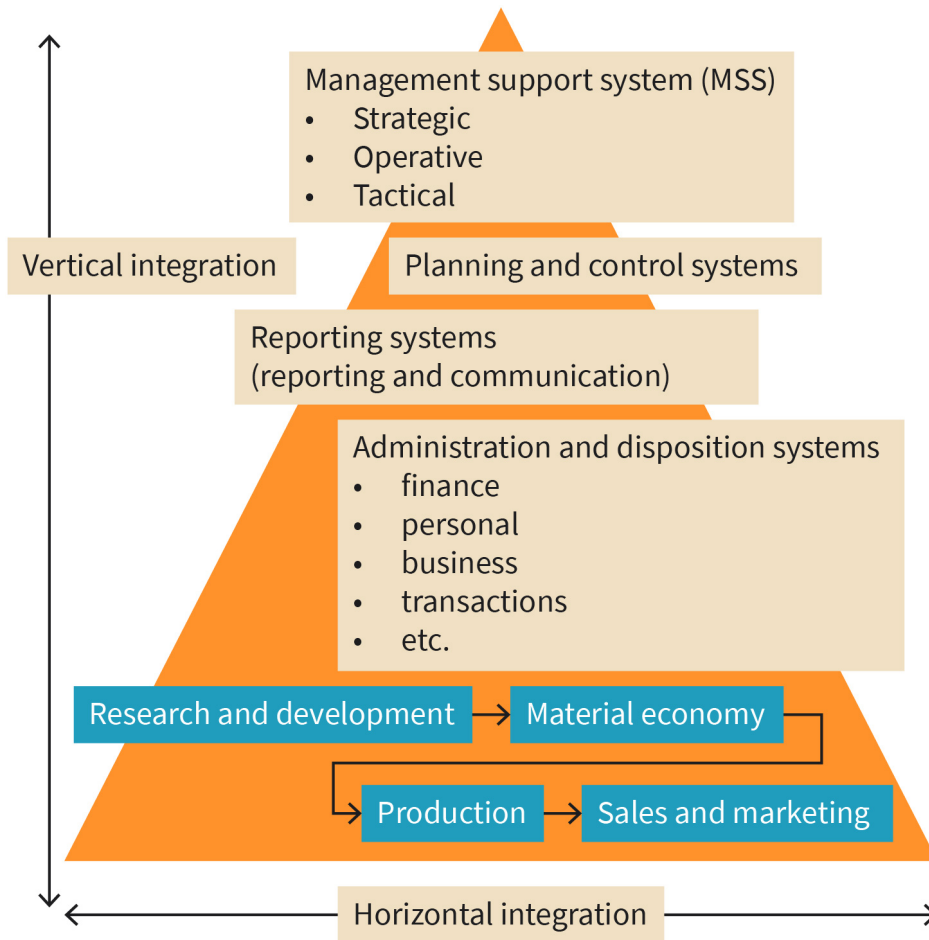 Management support system (MSS)
• Strategic
• Operative
• Tactical
Vertical integration
Planning and control systems
Reporting systems
(reporting and communication)
Administration and disposition systems
• finance
• personal
• business
• transactions
• etc.
Research and development
Material economy
Production
Sales and marketing
Horizontal integration